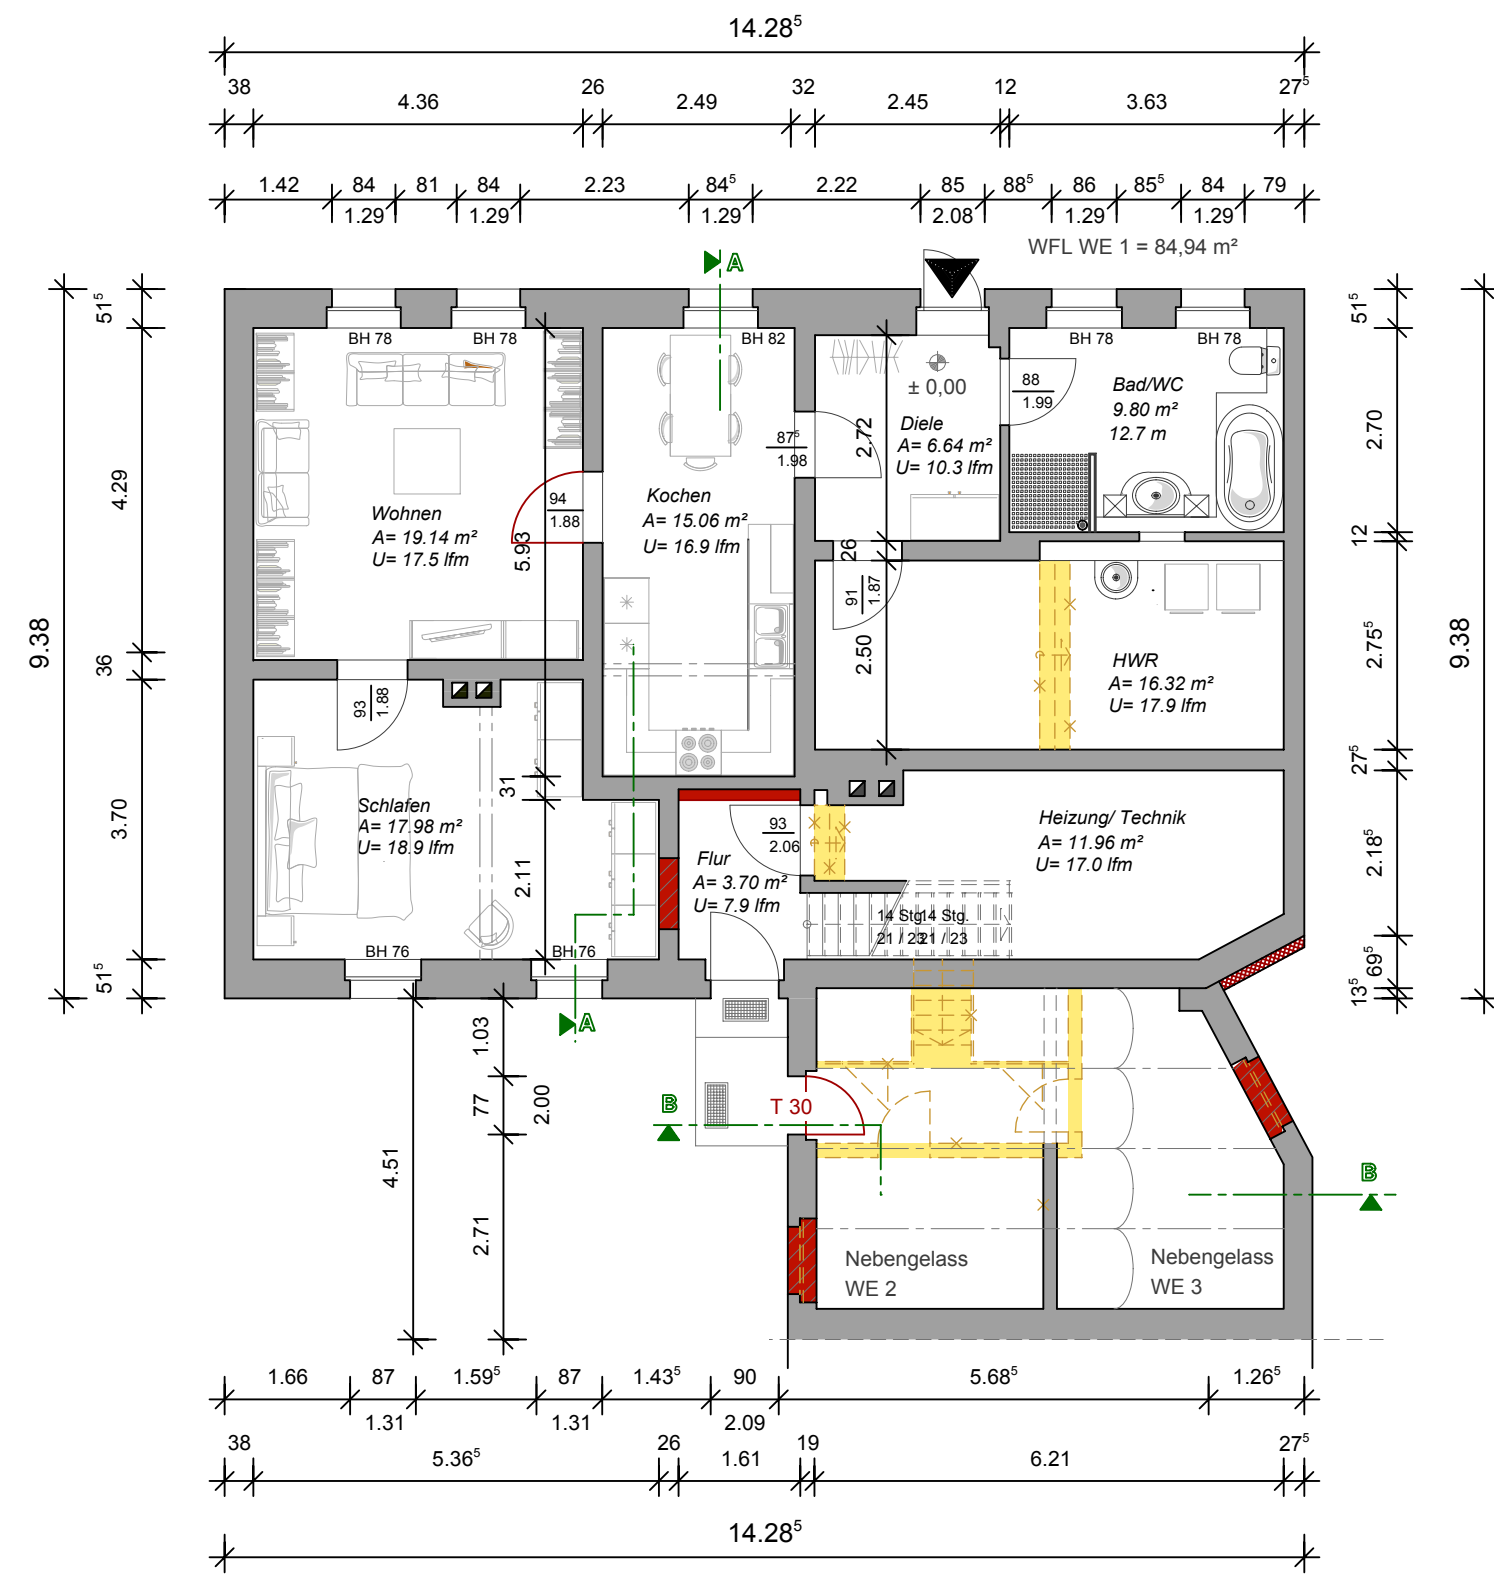 14.28⁵
38 4.36 26 2.49 32 2.45 12 3.63 27⁵
1.42 84 81 84 2.23 84⁵ 2.22 85 88⁵ 86 85⁵ 84 79
1.29 1.29 1.29 2.08 1.29 1.29
WFL WE 1 = 84,94 m²
A
51⁵
4.29
36
3.70
51⁵
9.38
51⁵
2.70
12
2.75⁵
27⁵
2.18⁵
69⁵
13⁵
9.38
BH 78
BH 78
BH 82
BH 78
BH 78
Wohnen
A= 19.14 m²
U= 17.5 lfm
94
1.88
5.93
Kochen
A= 15.06 m²
U= 16.9 lfm
87⁵
1.98
± 0,00
Diele
A= 6.64 m²
U= 10.3 lfm
2.72
88
1.99
Bad/WC
9.80 m²
12.7 m
26
91
1.87
2.50
HWR
A= 16.32 m²
U= 17.9 lfm
93
1.88
Schlafen
A= 17.98 m²
U= 18.9 lfm
31
2.11
BH 76
BH 76
93
2.06
Flur
A= 3.70 m²
U= 7.9 lfm
Heizung/ Technik
A= 11.96 m²
U= 17.0 lfm
14 Stg.
21 / 23
14 Stg.
21 / 23
A
1.03
77
2.00
2.71
4.51
B
T 30
B
Nebengelass
WE 2
Nebengelass
WE 3
1.66 87 1.59⁵ 87 1.43⁵ 90 5.68⁵ 1.26⁵
1.31 1.31 2.09
38 5.36⁵ 26 1.61 19 6.21 27⁵
14.28⁵